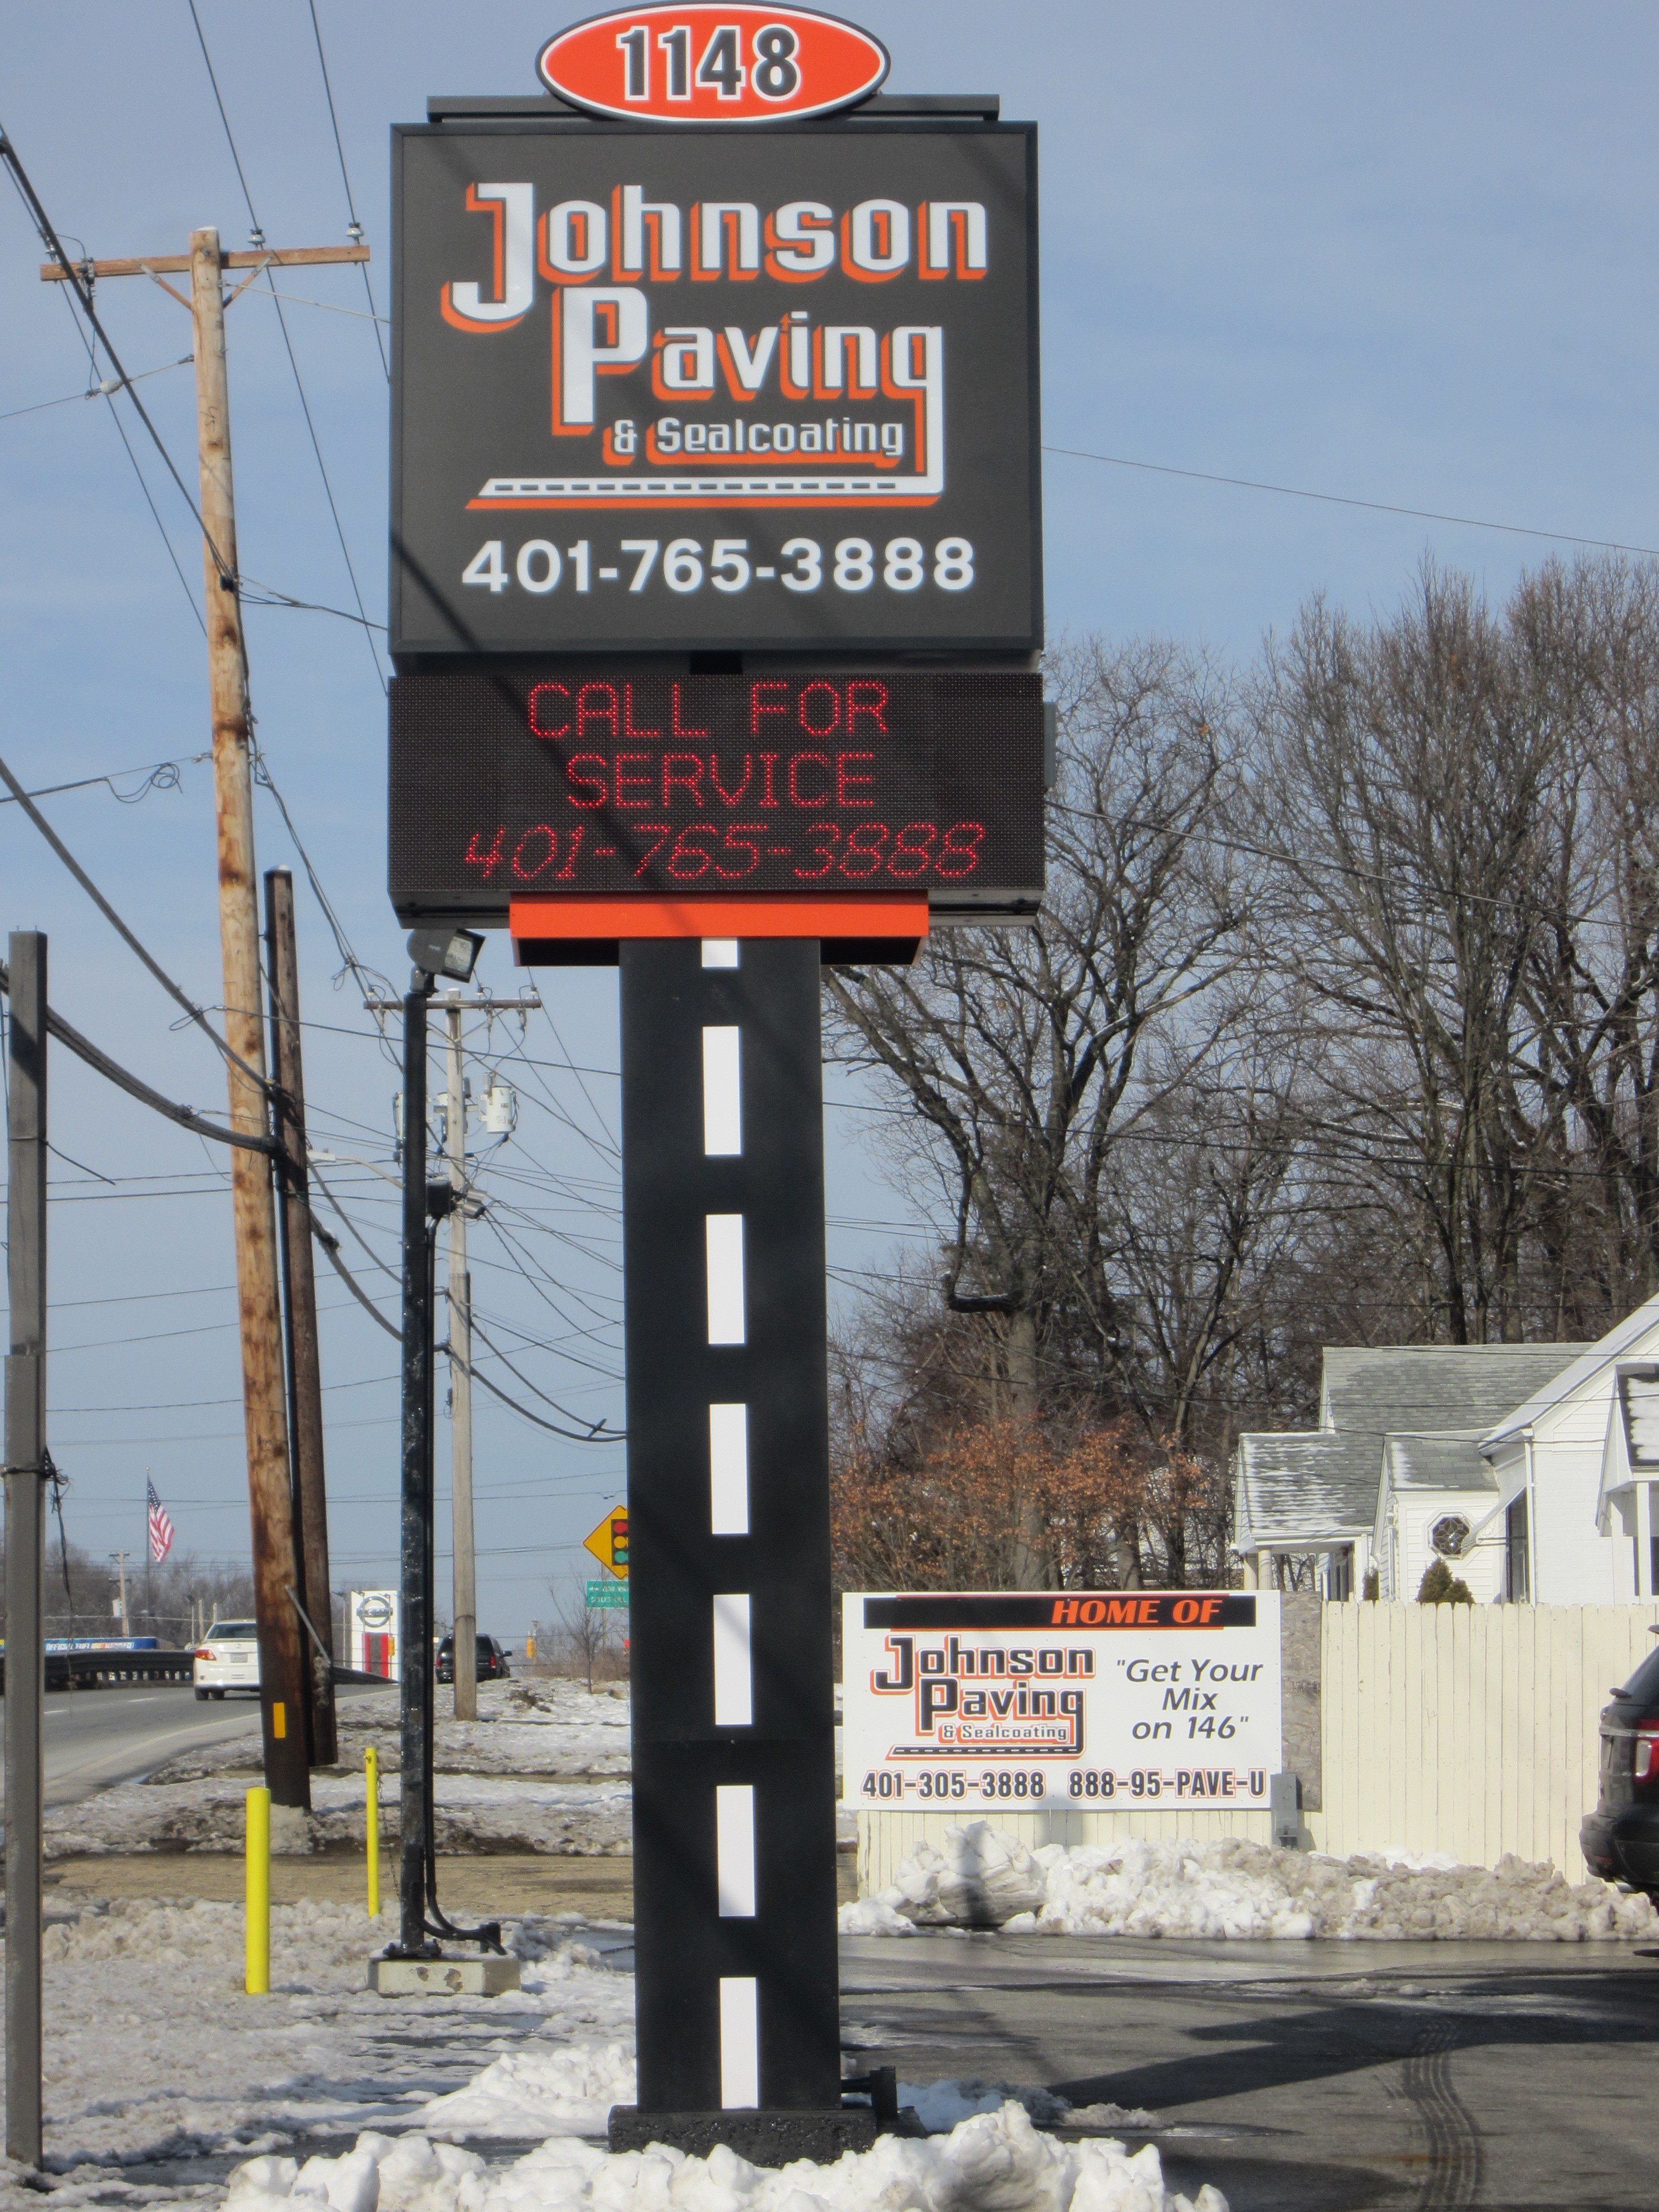 1148
Johnson
Paving
& Sealcoating
401-765-3888
CALL FOR
SERVICE
401-765-3888
HOME OF
Johnson
Paving
& Sealcoating
"Get Your
Mix
on 146"
401-305-3888 888-95-PAVE-U